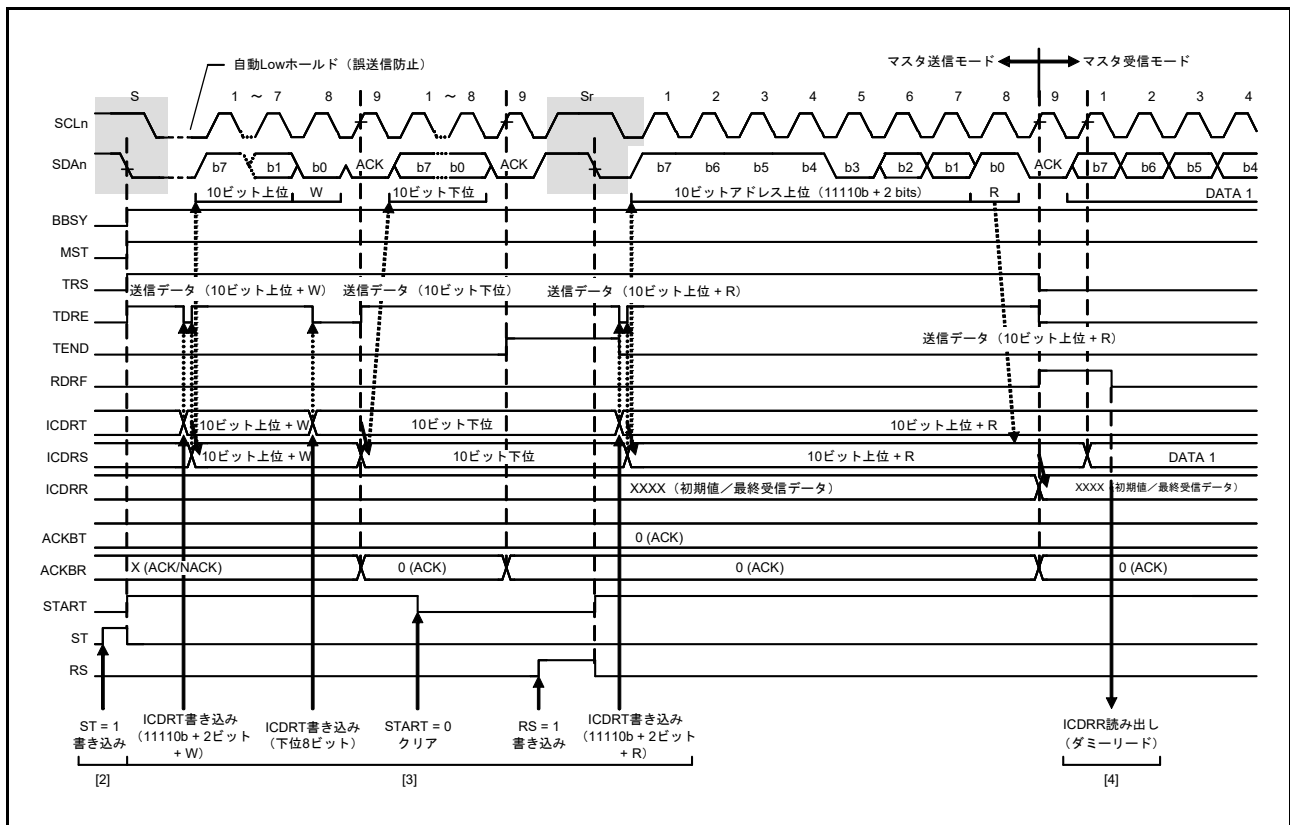 自動Lowホールド（誤送信防止）
マスタ送信モード マスタ受信モード
S 1 ～ 7 8 9 1 ～ 8 9 Sr 1 2 3 4 5 6 7 8 9 1 2 3 4
SCLn
SDAn b7 b1 b0 ACK b7 b0 ACK b7 b6 b5 b4 b3 b2 b1 b0 ACK b7 b6 b5 b4
10ビット上位 W 10ビット下位 10ビットアドレス上位（11110b + 2 bits） R DATA 1
BBSY
MST
TRS
送信データ（10ビット上位 + W） 送信データ（10ビット下位） 送信データ（10ビット上位 + R）
TDRE
送信データ（10ビット上位 + R）
TEND
RDRF
ICDRT 10ビット上位 + W 10ビット下位 10ビット上位 + R
ICDRS 10ビット上位 + W 10ビット下位 10ビット上位 + R DATA 1
ICDRR XXXX（初期値／最終受信データ） XXXX（初期値／最終受信データ）
ACKBT 0 (ACK)
ACKBR X (ACK/NACK) 0 (ACK) 0 (ACK) 0 (ACK)
START
ST
RS
ST = 1
書き込み
ICDRT書き込み
（11110b + 2ビット
+ W）
ICDRT書き込み
（下位8ビット）
START = 0
クリア
RS = 1
書き込み
ICDRT書き込み
（11110b + 2ビット
+ R）
ICDRR読み出し
（ダミーリード）
[2] [3] [4]